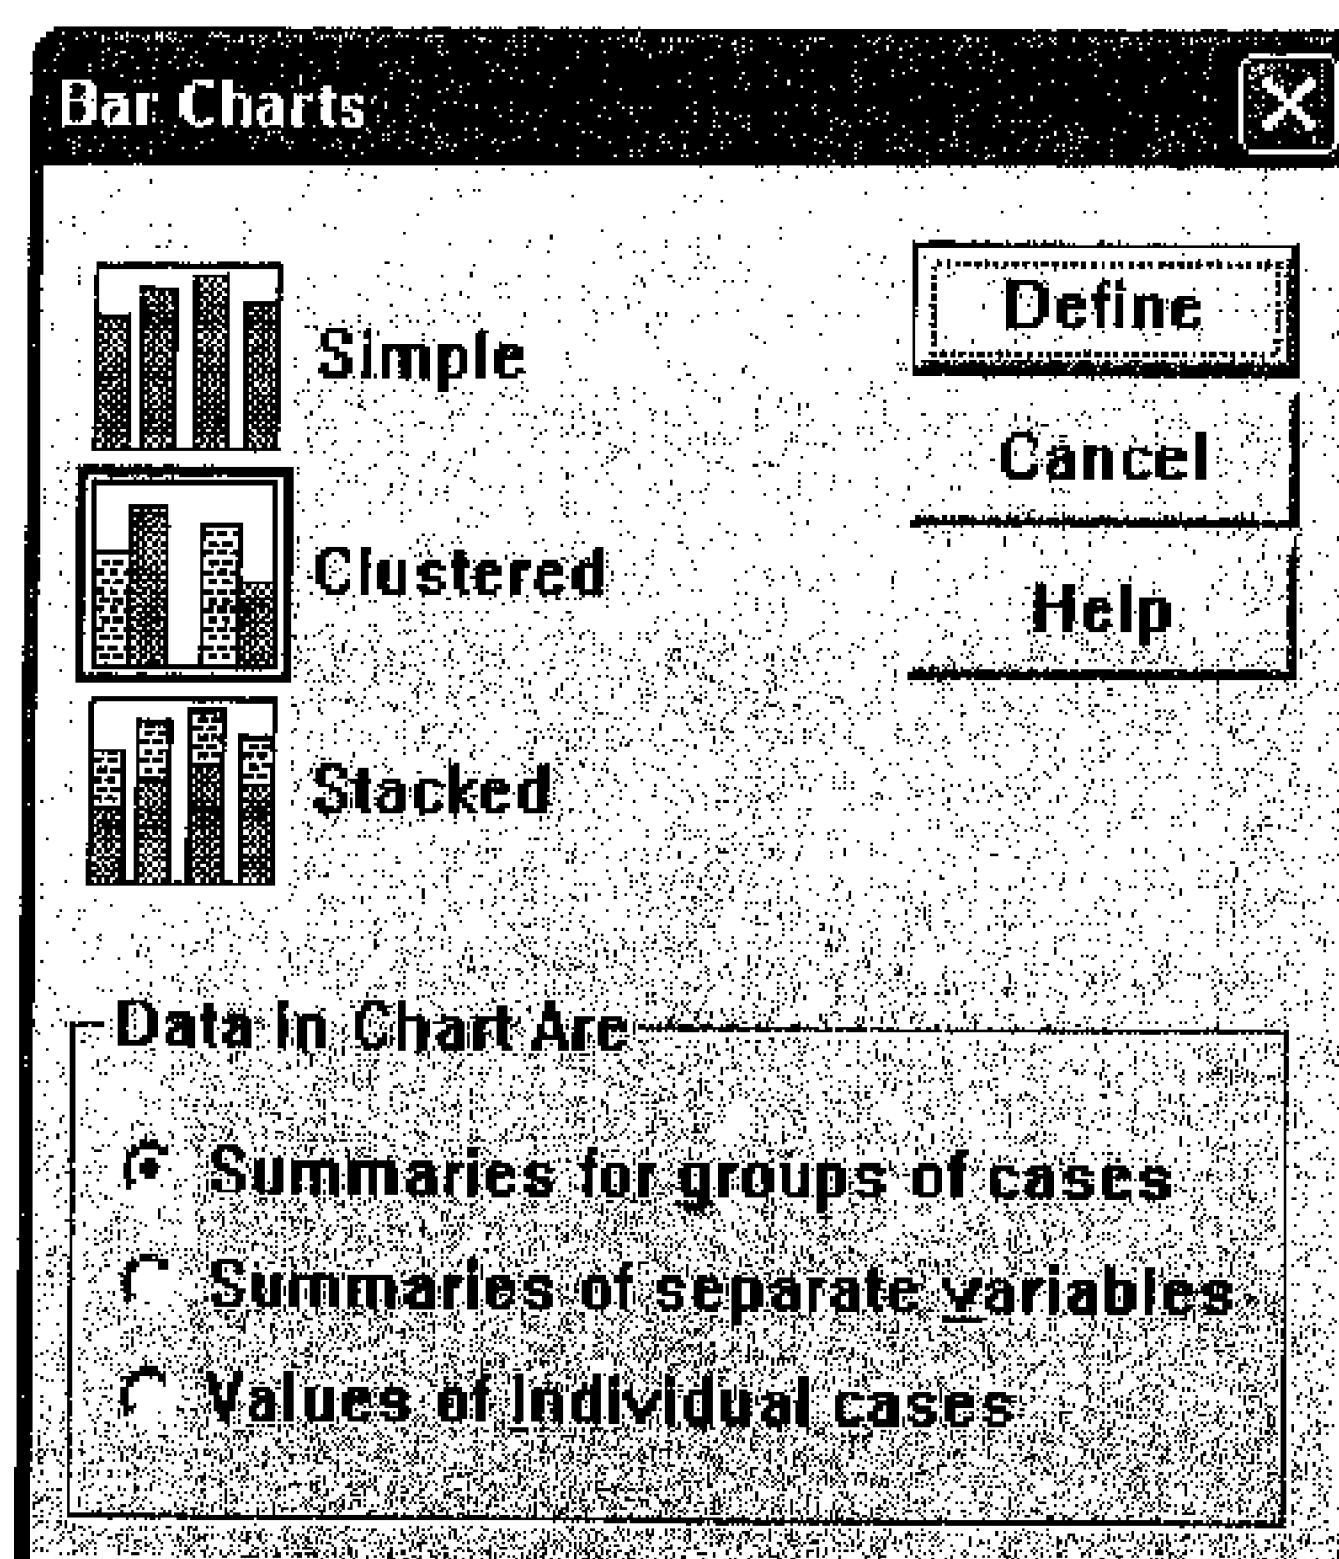 Bar Charts
Simple
Clustered
Stacked
Define
Cancel
Help
Data in Chart Are
Summaries for groups of cases
Summaries of separate variables
Values of individual cases